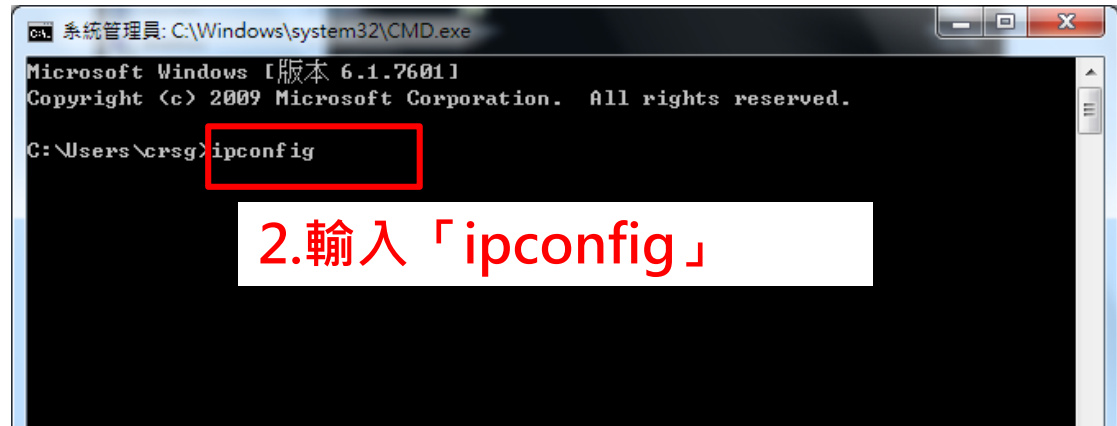 系統管理員: C:\Windows\system32\CMD.exe
Microsoft Windows [版本 6.1.7601]
Copyright (c) 2009 Microsoft Corporation.  All rights reserved.
C:\Users\crsg>ipconfig
2.輸入「ipconfig」